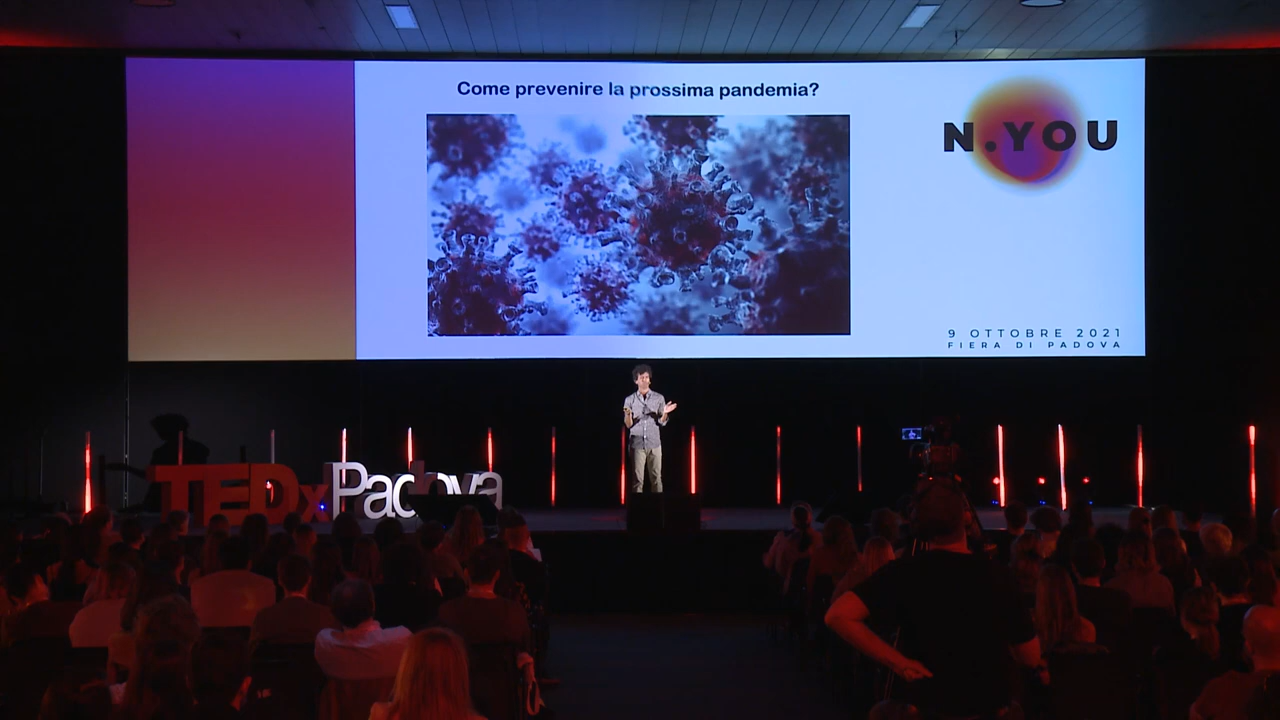 Come prevenire la prossima pandemia?
N.YOU
9 OTTOBRE 2021
FIERA DI PADOVA
TEDxPadova